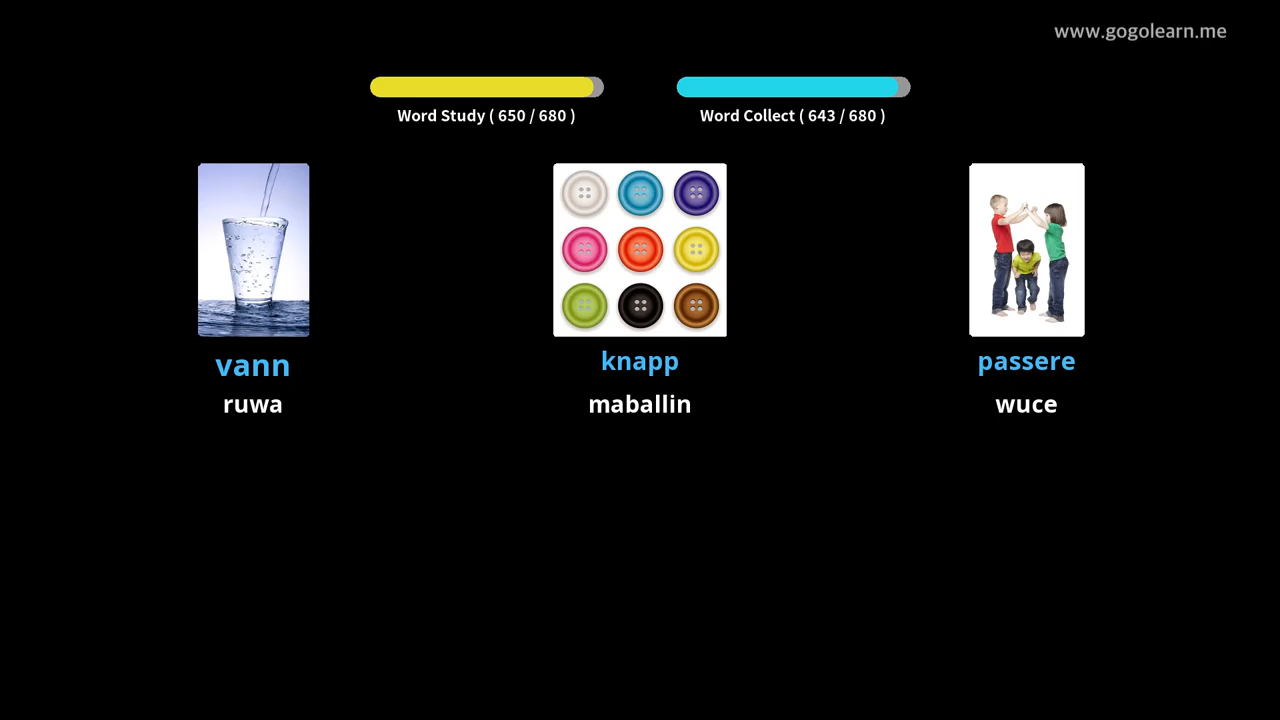 www.gogolearn.me
Word Study ( 650 / 680 )
Word Collect ( 643 / 680 )
vann
knapp
passere
ruwa
maballin
wuce